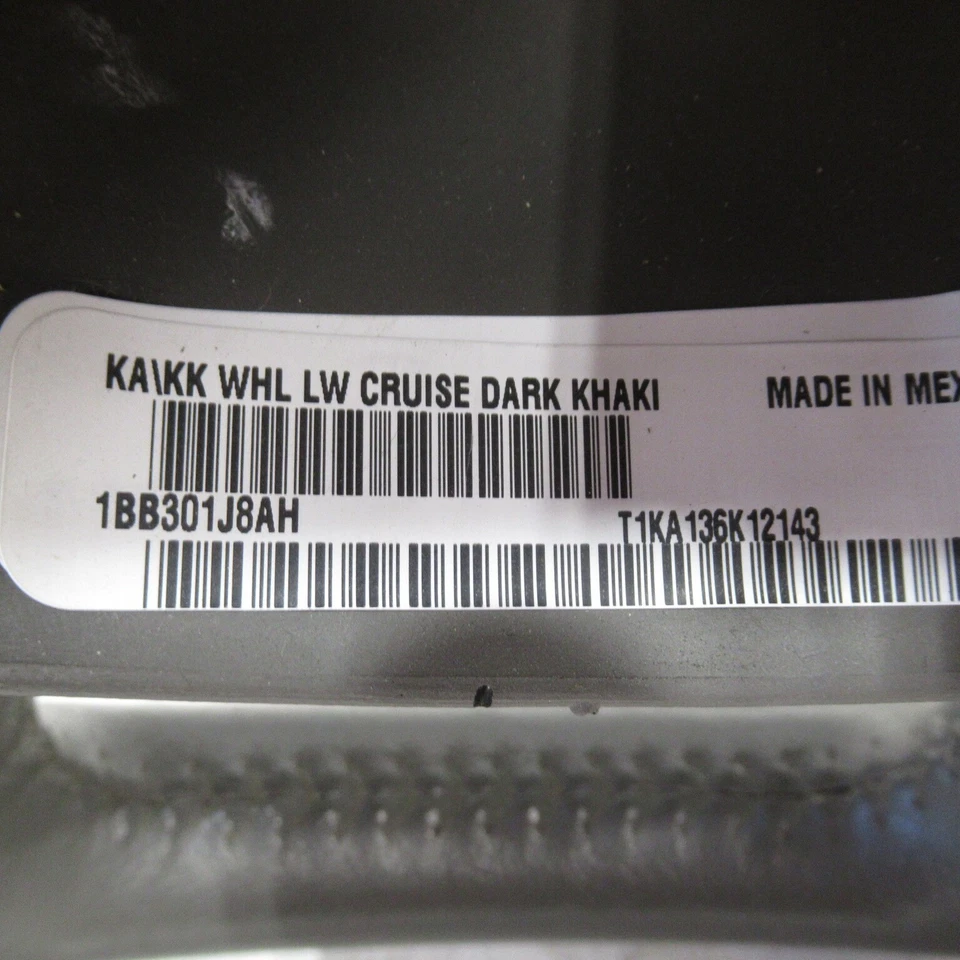 KA\KK WHL LW CRUISE DARK KHAKI MADE IN MEX
1BB301J8AH T1KA136K12143